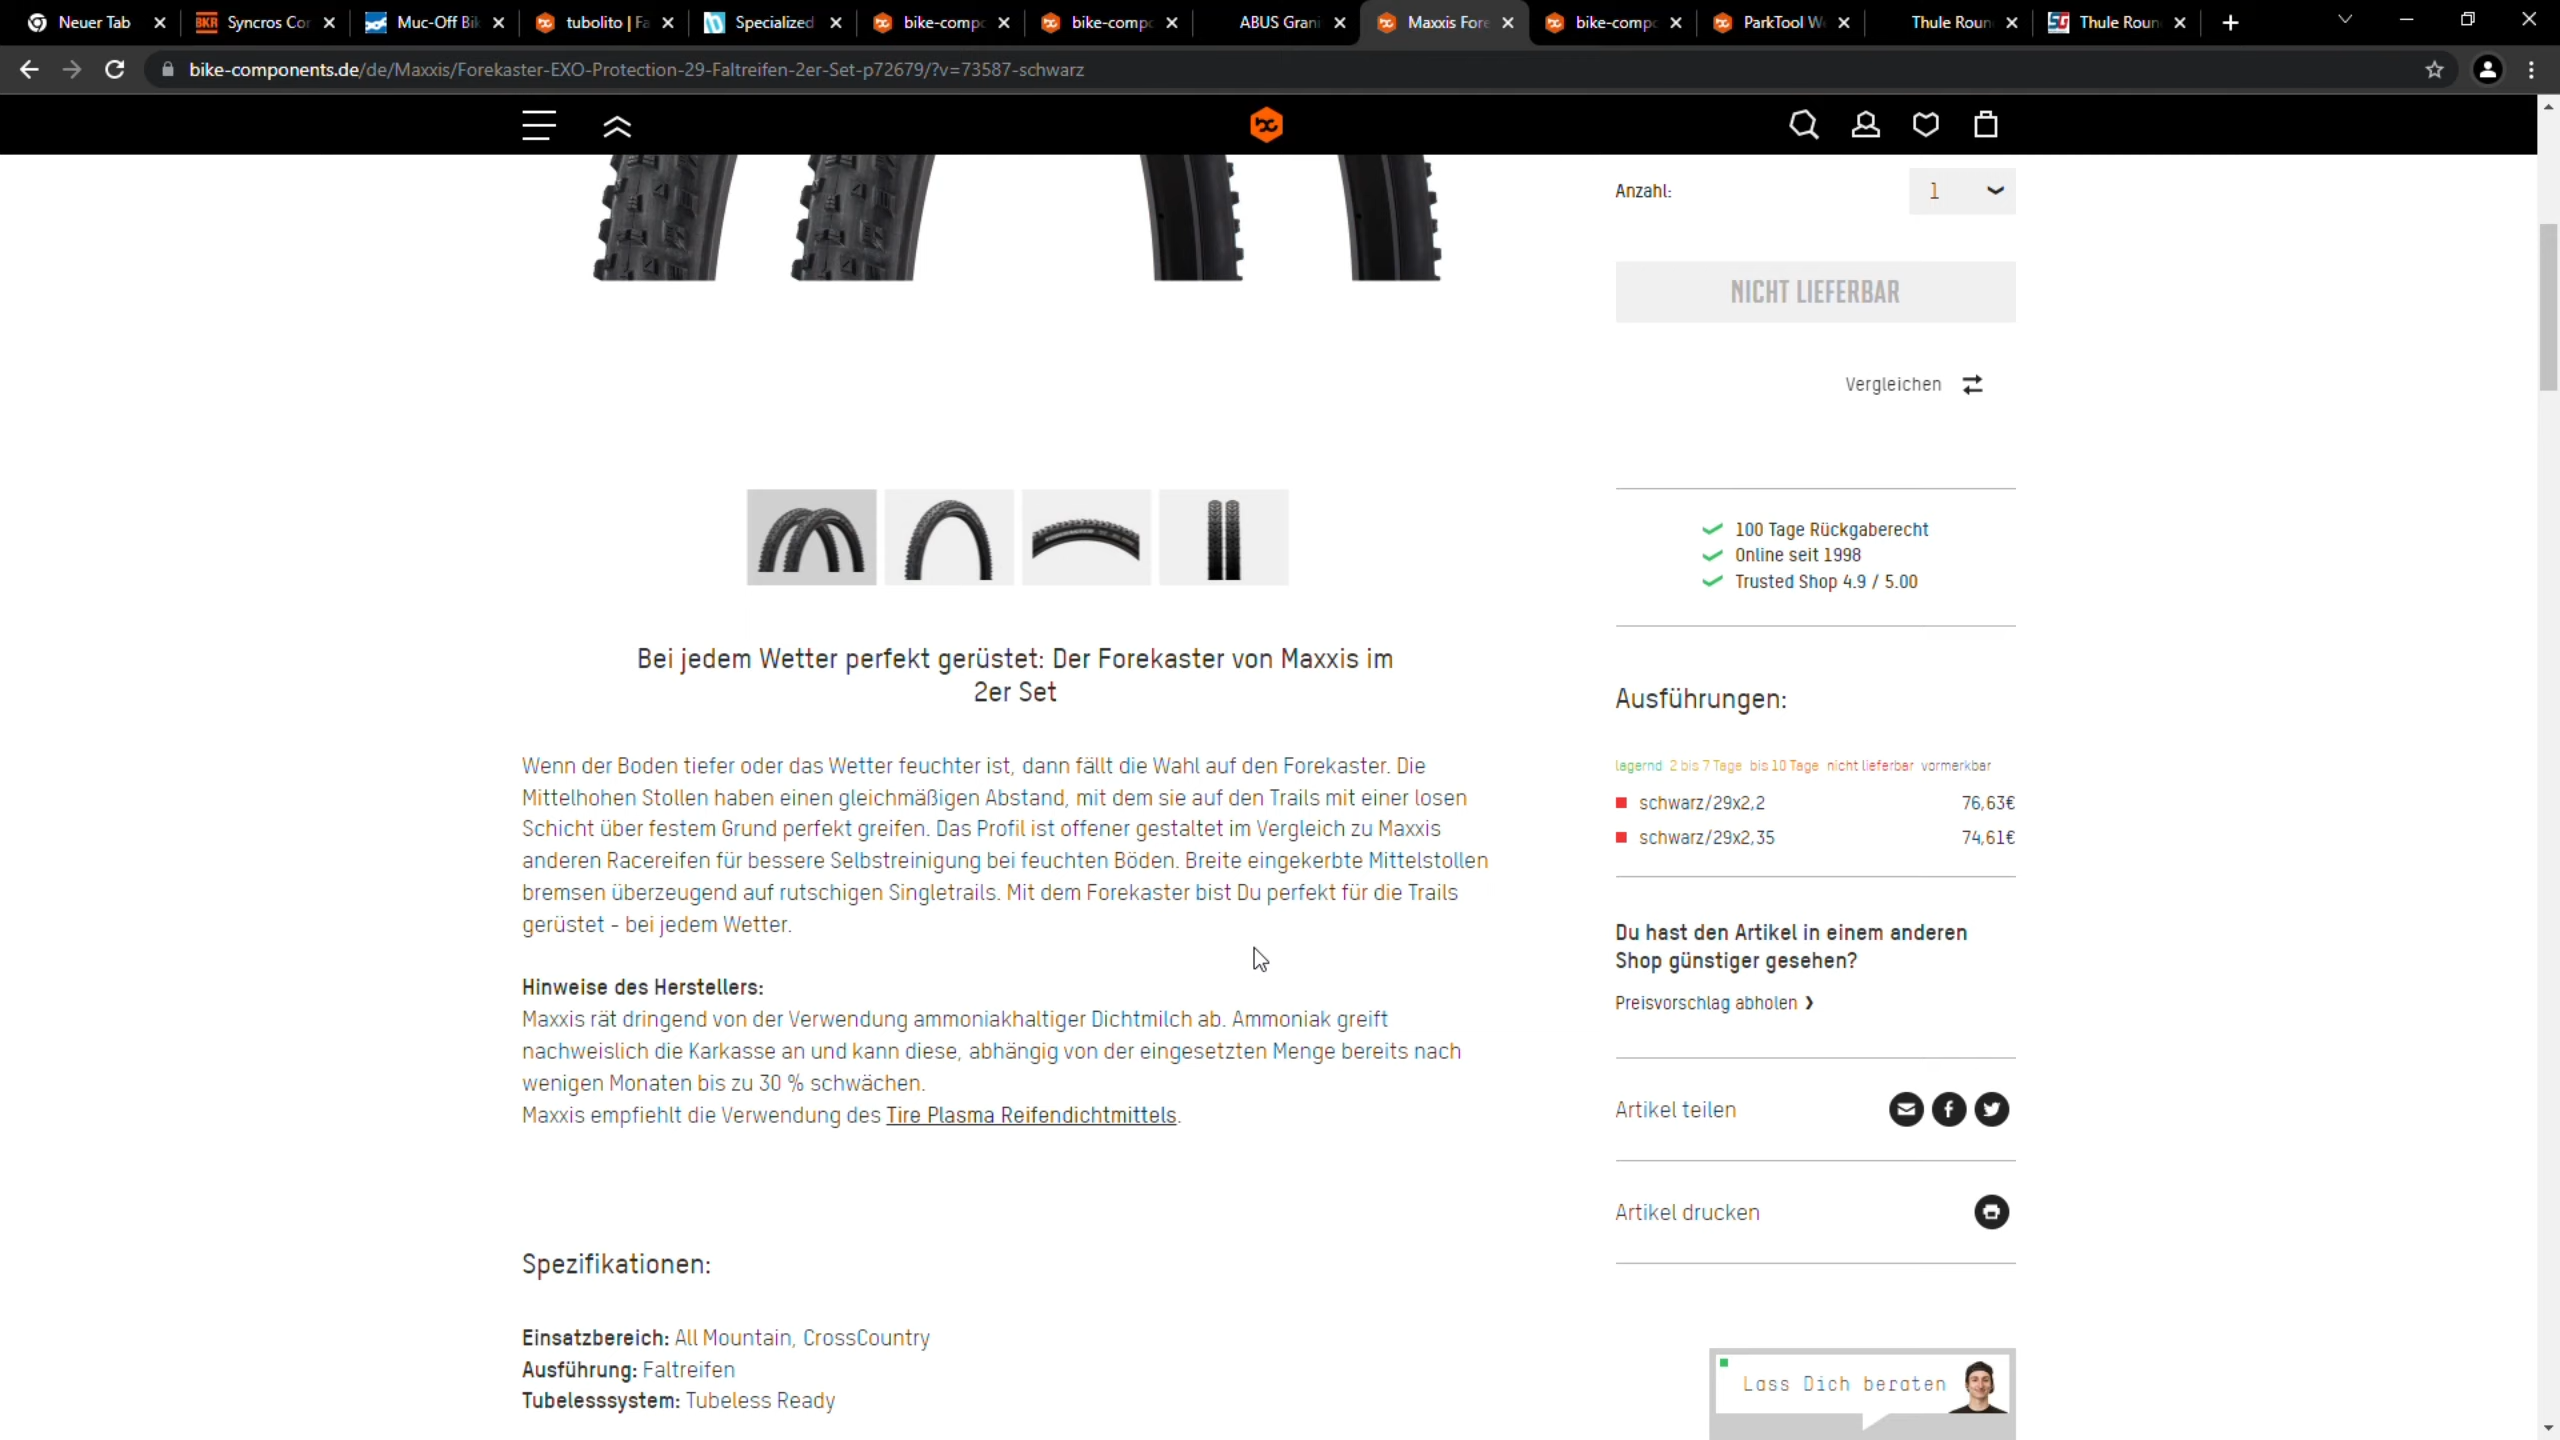 Neuer Tab
Syncros Cor
Muc-Off Bik
tubolito | Fa
Specialized
bike-compo
bike-compo
ABUS Grani
Maxxis Fore
bike-compo
ParkTool W
Thule Roun
Thule Roun
bike-components.de/de/Maxxis/Forekaster-EXO-Protection-29-Faltreifen-2er-Set-p72679/?v=73587-schwarz
Anzahl:
1
NICHT LIEFERBAR
Vergleichen
100 Tage Rückgaberecht
Online seit 1998
Trusted Shop 4.9 / 5.00
Bei jedem Wetter perfekt gerüstet: Der Forekaster von Maxxis im
2er Set
Wenn der Boden tiefer oder das Wetter feuchter ist, dann fällt die Wahl auf den Forekaster. Die
Mittelhohen Stollen haben einen gleichmäßigen Abstand, mit dem sie auf den Trails mit einer losen
Schicht über festem Grund perfekt greifen. Das Profil ist offener gestaltet im Vergleich zu Maxxis
anderen Racereifen für bessere Selbstreinigung bei feuchten Böden. Breite eingekerbte Mittelstollen
bremsen überzeugend auf rutschigen Singletrails. Mit dem Forekaster bist Du perfekt für die Trails
gerüstet - bei jedem Wetter.
Hinweise des Herstellers:
Maxxis rät dringend von der Verwendung ammoniakhaltiger Dichtmilch ab. Ammoniak greift
nachweislich die Karkasse an und kann diese, abhängig von der eingesetzten Menge bereits nach
wenigen Monaten bis zu 30 % schwächen.
Maxxis empfiehlt die Verwendung des Tire Plasma Reifendichtmittels.
Spezifikationen:
Einsatzbereich: All Mountain, CrossCountry
Ausführung: Faltreifen
Tubelesssystem: Tubeless Ready
Ausführungen:
lagernd 2 bis 7 Tage bis 10 Tage nicht lieferbar vormerkbar
schwarz/29x2,2 76,63€
schwarz/29x2,35 74,61€
Du hast den Artikel in einem anderen
Shop günstiger gesehen?
Preisvorschlag abholen
Artikel teilen
Artikel drucken
Lass Dich beraten